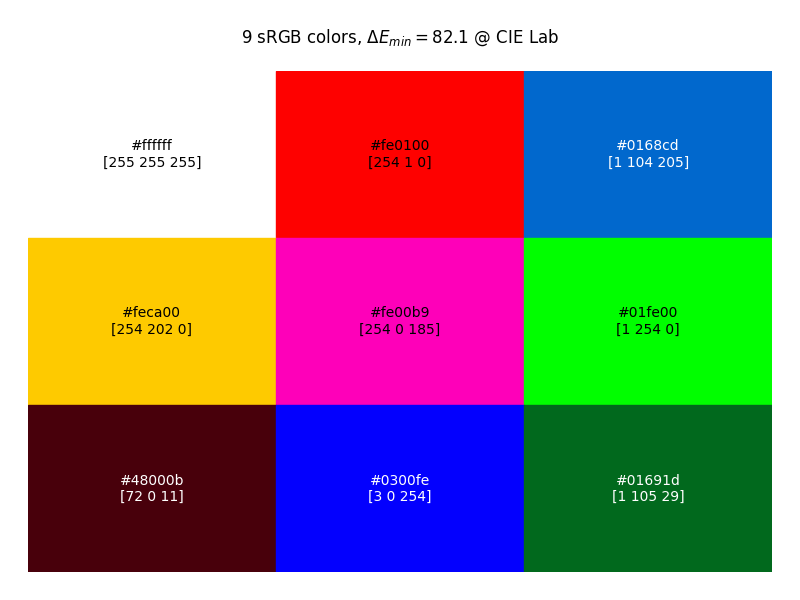 9 sRGB colors, ΔE_min = 82.1 @ CIE Lab
#ffffff
[255 255 255]
#fe0100
[254 1 0]
#0168cd
[1 104 205]
#feca00
[254 202 0]
#fe00b9
[254 0 185]
#01fe00
[1 254 0]
#48000b
[72 0 11]
#0300fe
[3 0 254]
#01691d
[1 105 29]